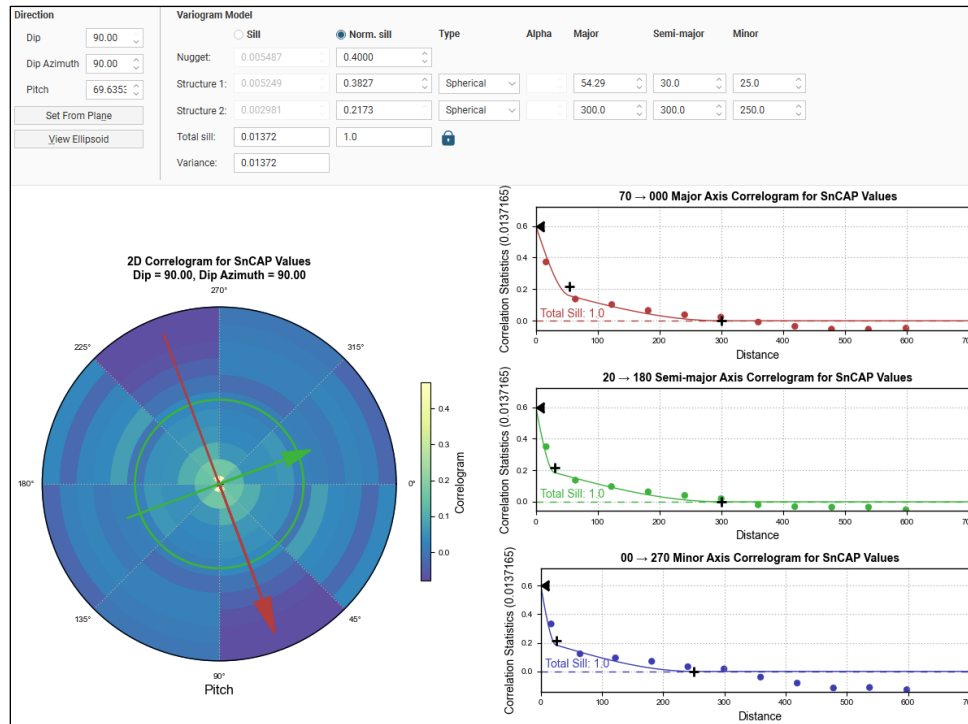 Direction
Variogram Model
Sill Norm. sill Type Alpha Major Semi-major Minor
Dip 90.00
Nugget: 0.005487 0.4000
Dip Azimuth 90.00
Structure 1: 0.005249 0.3827 Spherical 54.29 30.0 25.0
Pitch 69.635
Structure 2: 0.002981 0.2173 Spherical 300.0 300.0 250.0
Set From Plane
Total sill: 0.01372 1.0
View Ellipsoid
Variance: 0.01372
2D Correlogram for SnCAP Values
Dip = 90.00, Dip Azimuth = 90.00
270°
225° 315°
180° 0°
135° 45°
90°
Pitch
0.4
0.3
0.2
0.1
0.0
Correlogram
70 → 000 Major Axis Correlogram for SnCAP Values
Correlation Statistics (0.0137165)
0.6
0.4
0.2
0.0
Total Sill: 1.0
0 100 200 300 400 500 600 700
Distance
20 → 180 Semi-major Axis Correlogram for SnCAP Values
Correlation Statistics (0.0137165)
0.6
0.4
0.2
0.0
Total Sill: 1.0
0 100 200 300 400 500 600 700
Distance
00 → 270 Minor Axis Correlogram for SnCAP Values
Correlation Statistics (0.0137165)
0.6
0.4
0.2
0.0
Total Sill: 1.0
0 100 200 300 400 500 600 700
Distance